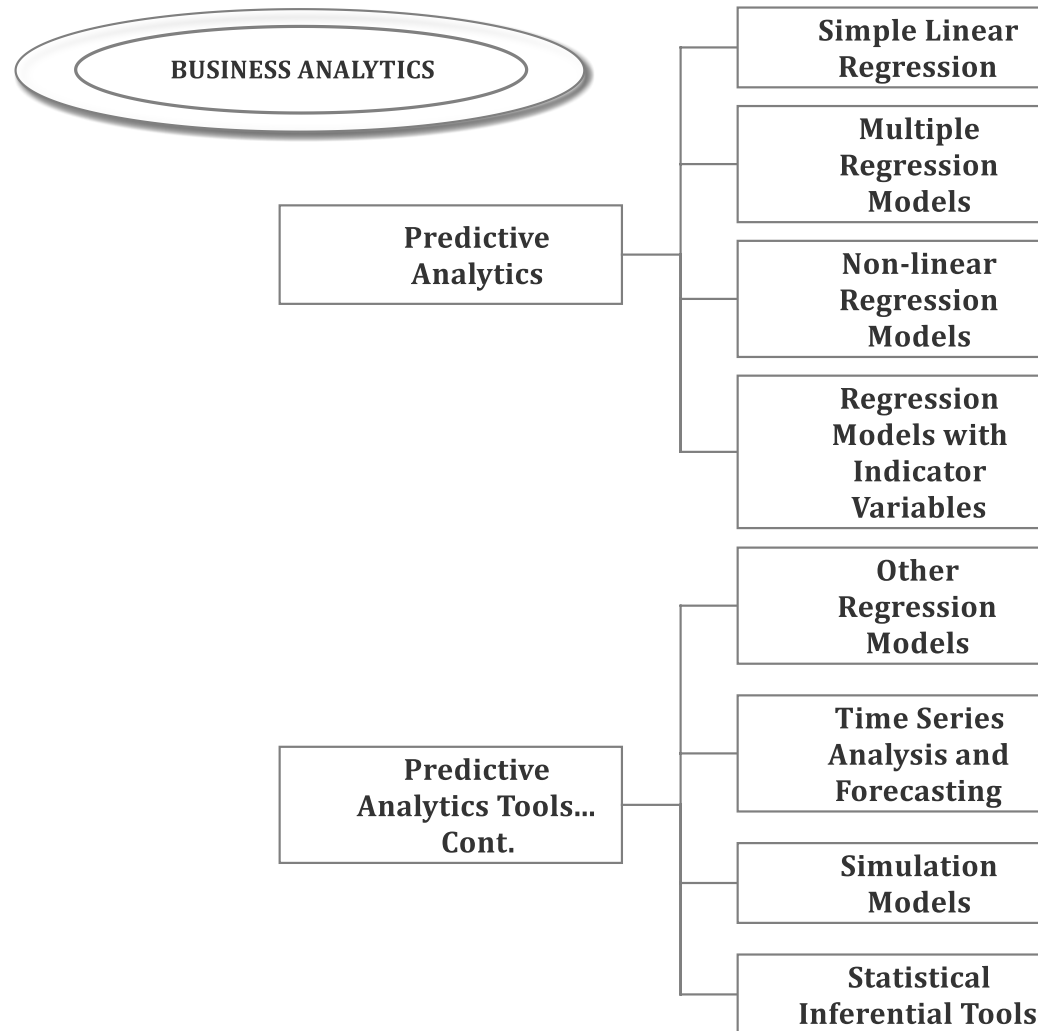 BUSINESS ANALYTICS
Predictive
Analytics
Simple Linear
Regression
Multiple
Regression
Models
Non-linear
Regression
Models
Regression
Models with
Indicator
Variables
Predictive
Analytics Tools...
Cont.
Other
Regression
Models
Time Series
Analysis and
Forecasting
Simulation
Models
Statistical
Inferential Tools